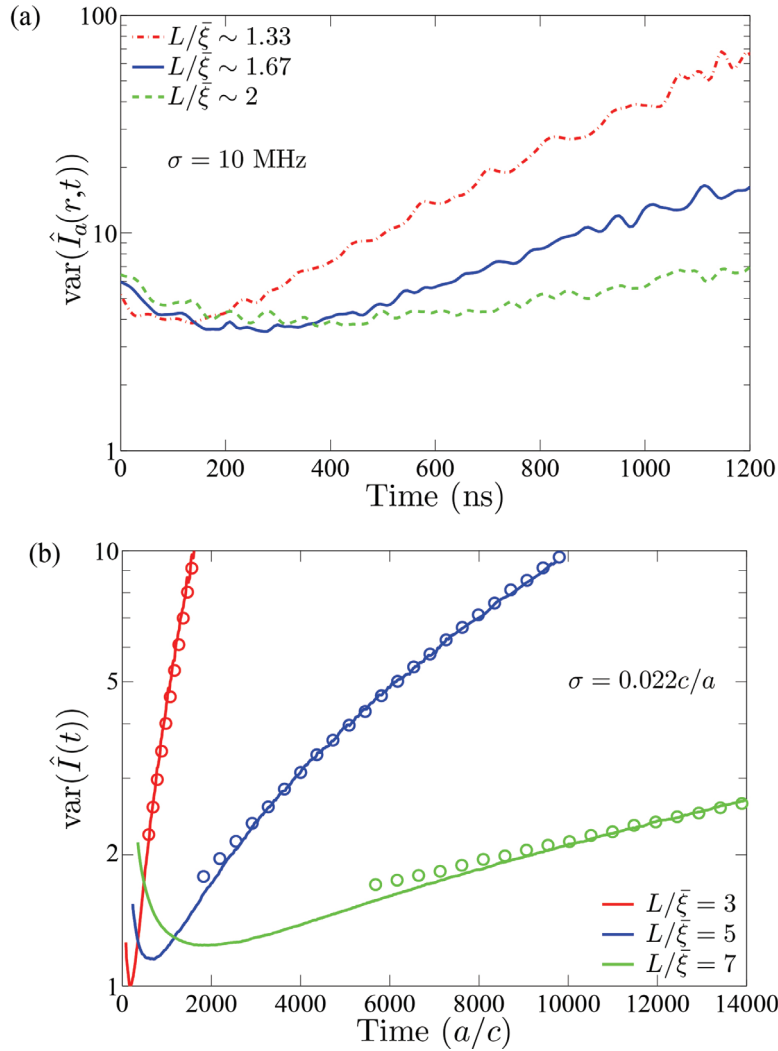 (a)
100
10
1
L/ξ̄ ∼ 1.33
L/ξ̄ ∼ 1.67
L/ξ̄ ∼ 2
σ = 10 MHz
var(Î_a(r,t))
0 200 400 600 800 1000 1200
Time (ns)
(b)
10
5
2
1
σ = 0.022c/a
var(Î(t))
L/ξ̄ = 3
L/ξ̄ = 5
L/ξ̄ = 7
0 2000 4000 6000 8000 10000 12000 14000
Time (a/c)